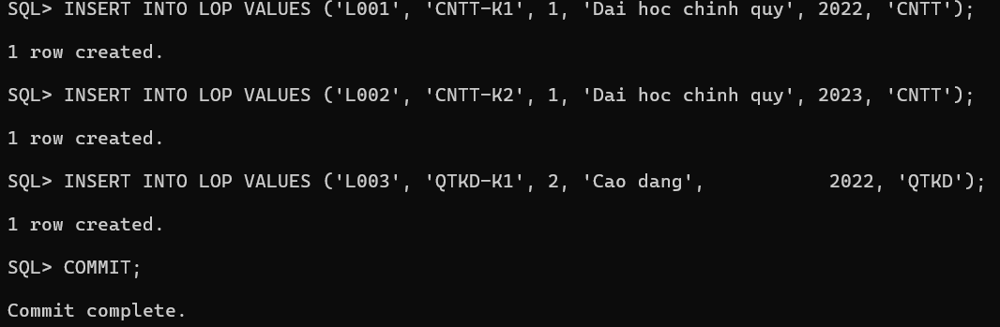 SQL> INSERT INTO LOP VALUES ('L001', 'CNTT-K1', 1, 'Dai hoc chinh quy', 2022, 'CNTT');
1 row created.
SQL> INSERT INTO LOP VALUES ('L002', 'CNTT-K2', 1, 'Dai hoc chinh quy', 2023, 'CNTT');
1 row created.
SQL> INSERT INTO LOP VALUES ('L003', 'QTKD-K1', 2, 'Cao dang',           2022, 'QTKD');
1 row created.
SQL> COMMIT;
Commit complete.